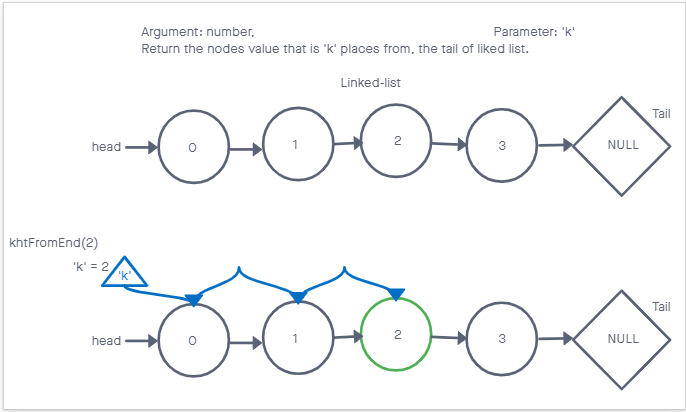 Argument: number, Parameter: 'k'
Return the nodes value that is 'k' places from, the tail of liked list.
Linked-list
Tail
head 0 1 2 3 NULL
khtFromEnd(2)
'k' = 2
'k'
Tail
head 0 1 2 3 NULL